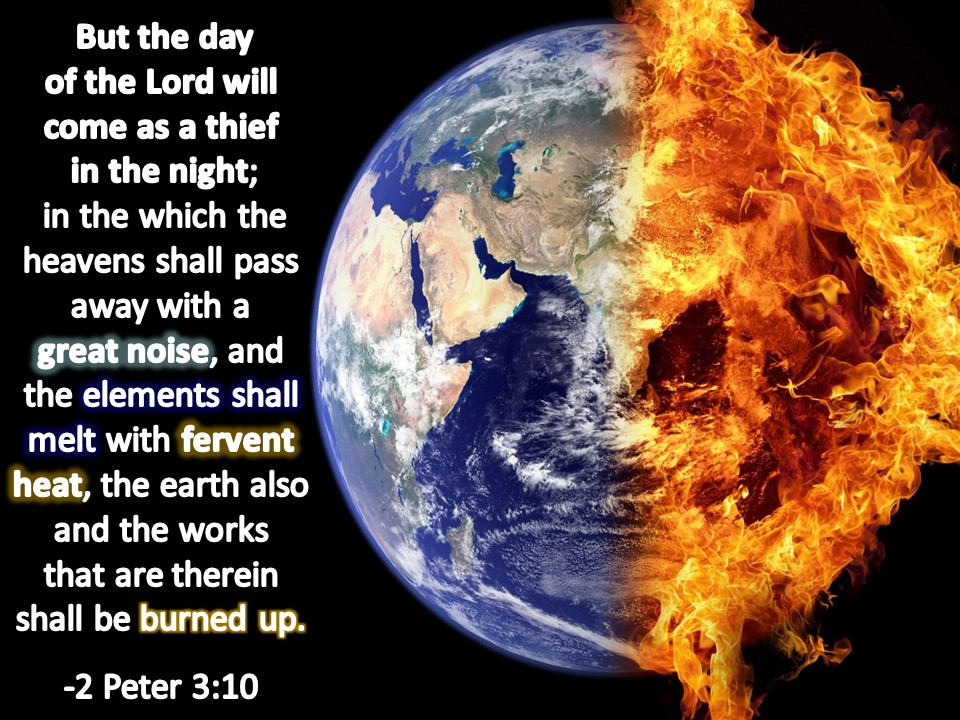 But the day
of the Lord will
come as a thief
in the night;
in the which the
heavens shall pass
away with a
great noise, and
the elements shall
melt with fervent
heat, the earth also
and the works
that are therein
shall be burned up.
-2 Peter 3:10